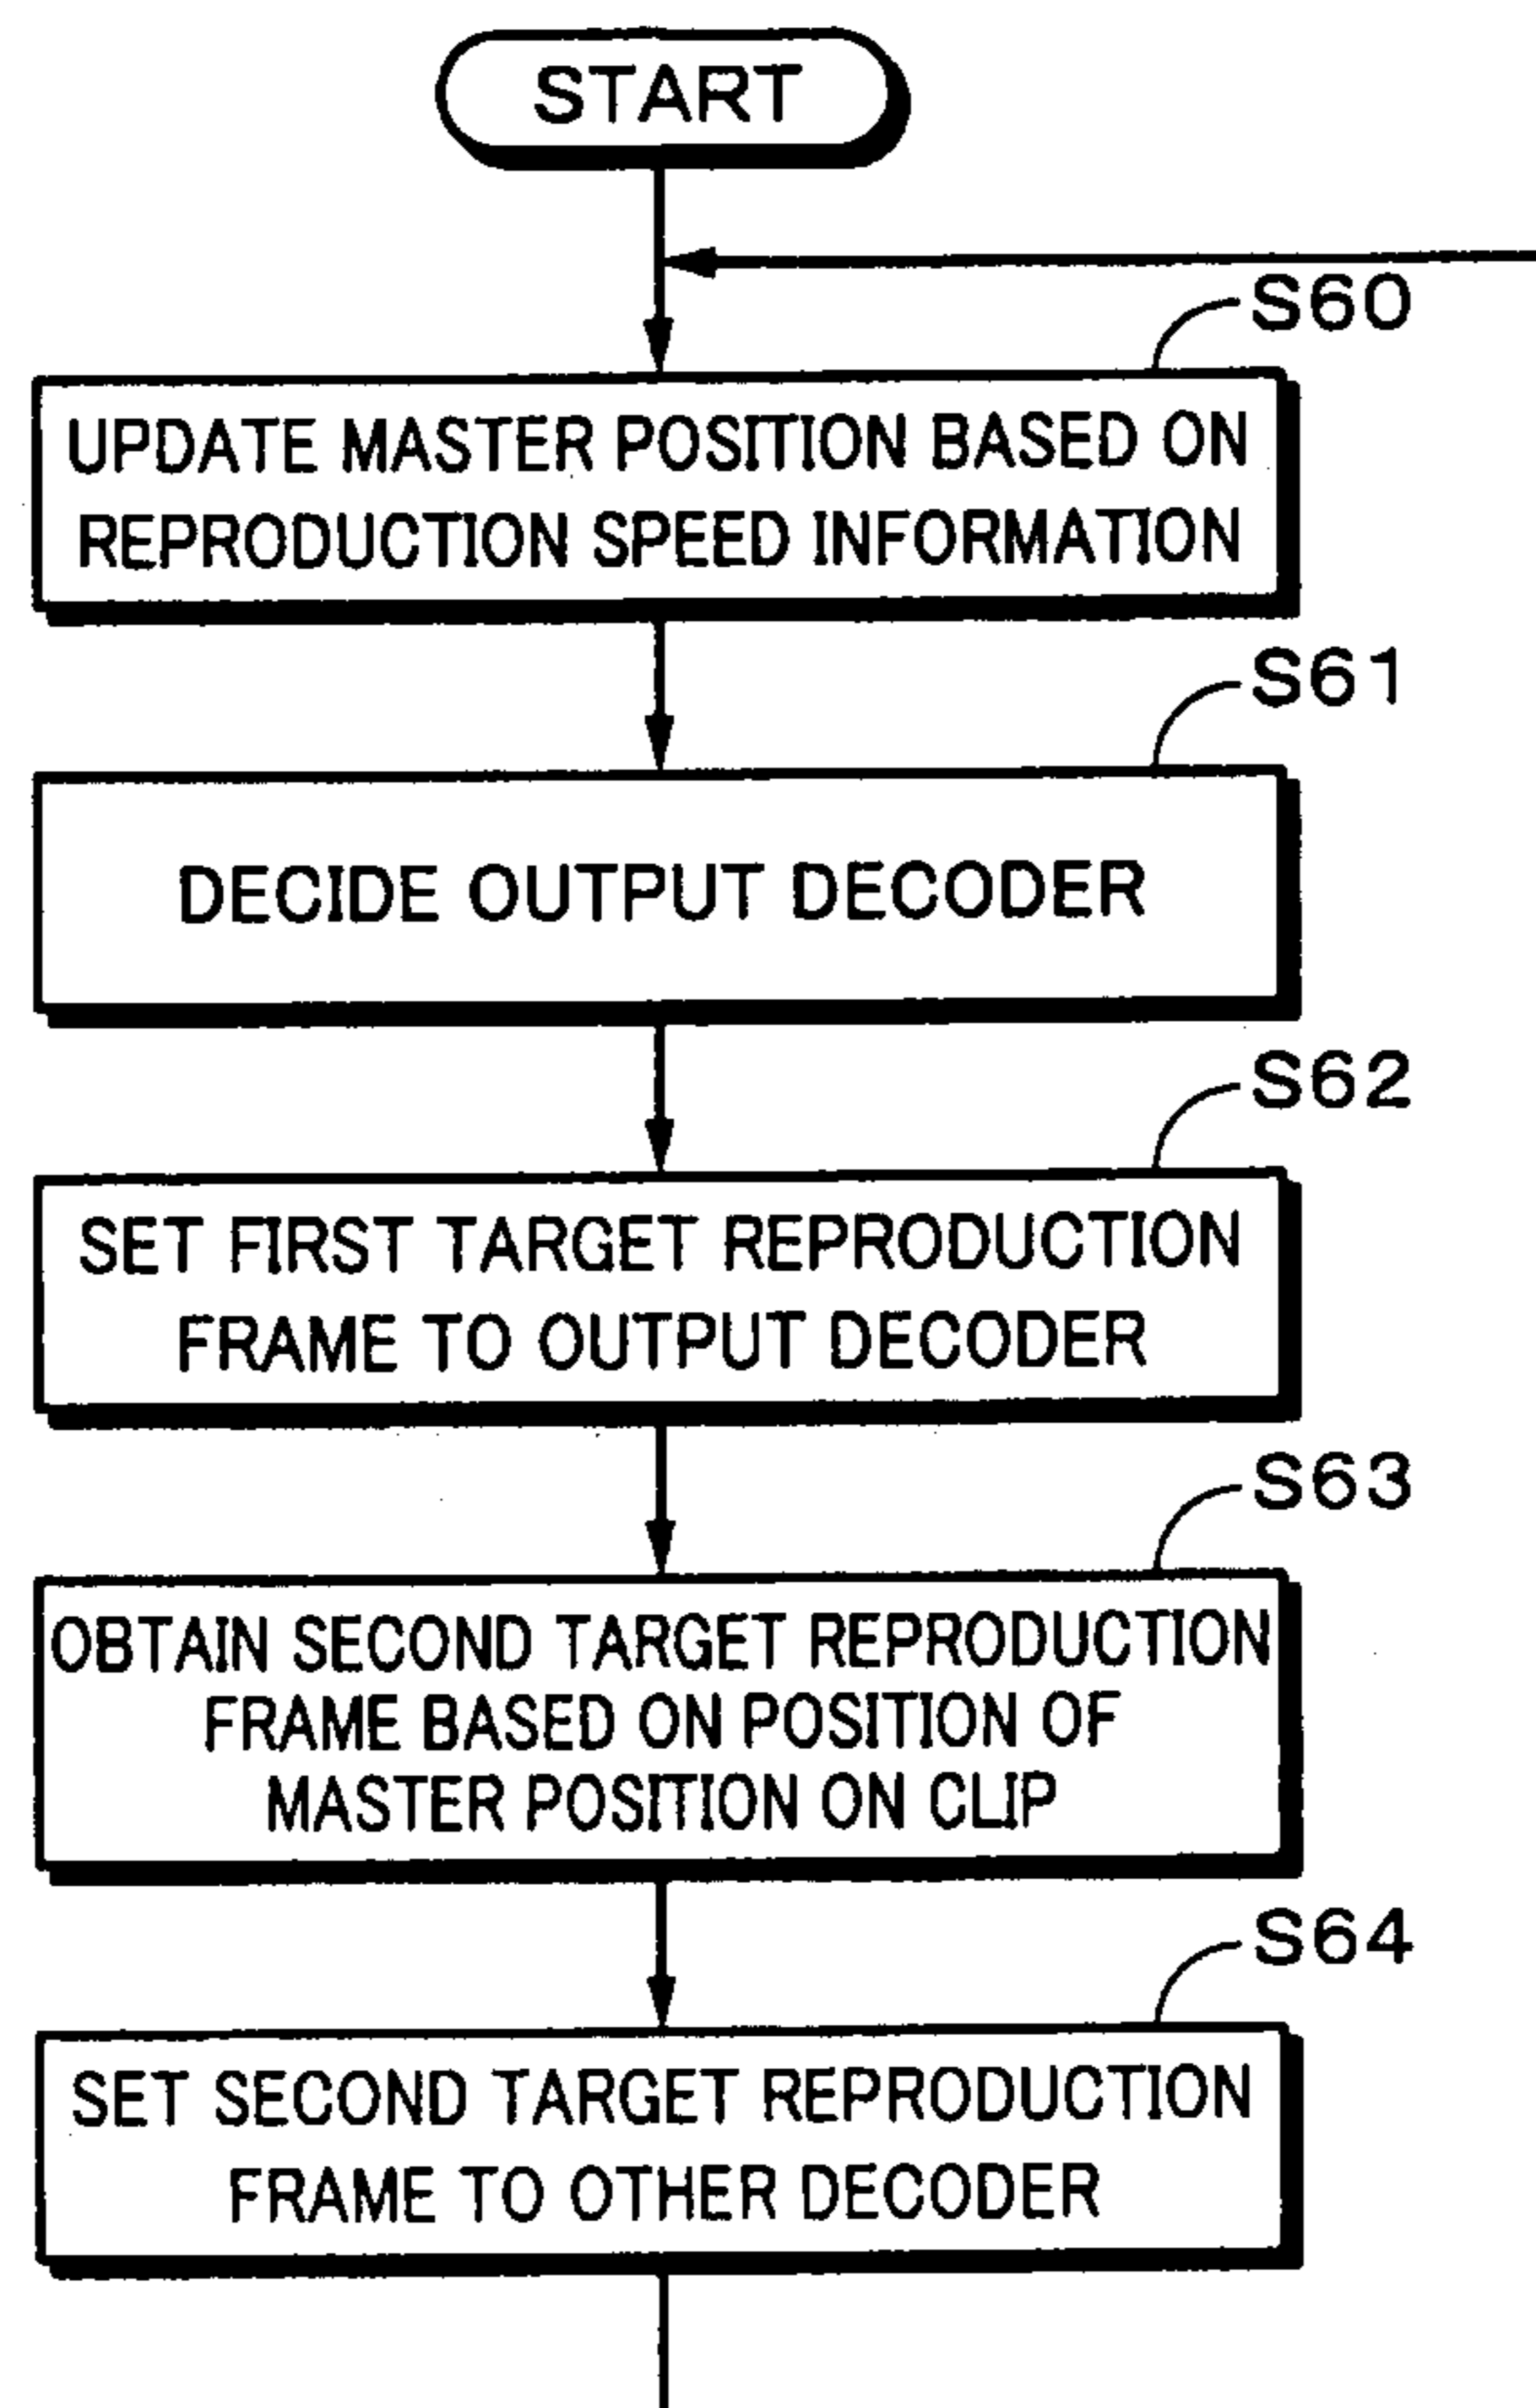 START
S60
UPDATE MASTER POSITION BASED ON
REPRODUCTION SPEED INFORMATION
S61
DECIDE OUTPUT DECODER
S62
SET FIRST TARGET REPRODUCTION
FRAME TO OUTPUT DECODER
S63
OBTAIN SECOND TARGET REPRODUCTION
FRAME BASED ON POSITION OF
MASTER POSITION ON CLIP
S64
SET SECOND TARGET REPRODUCTION
FRAME TO OTHER DECODER